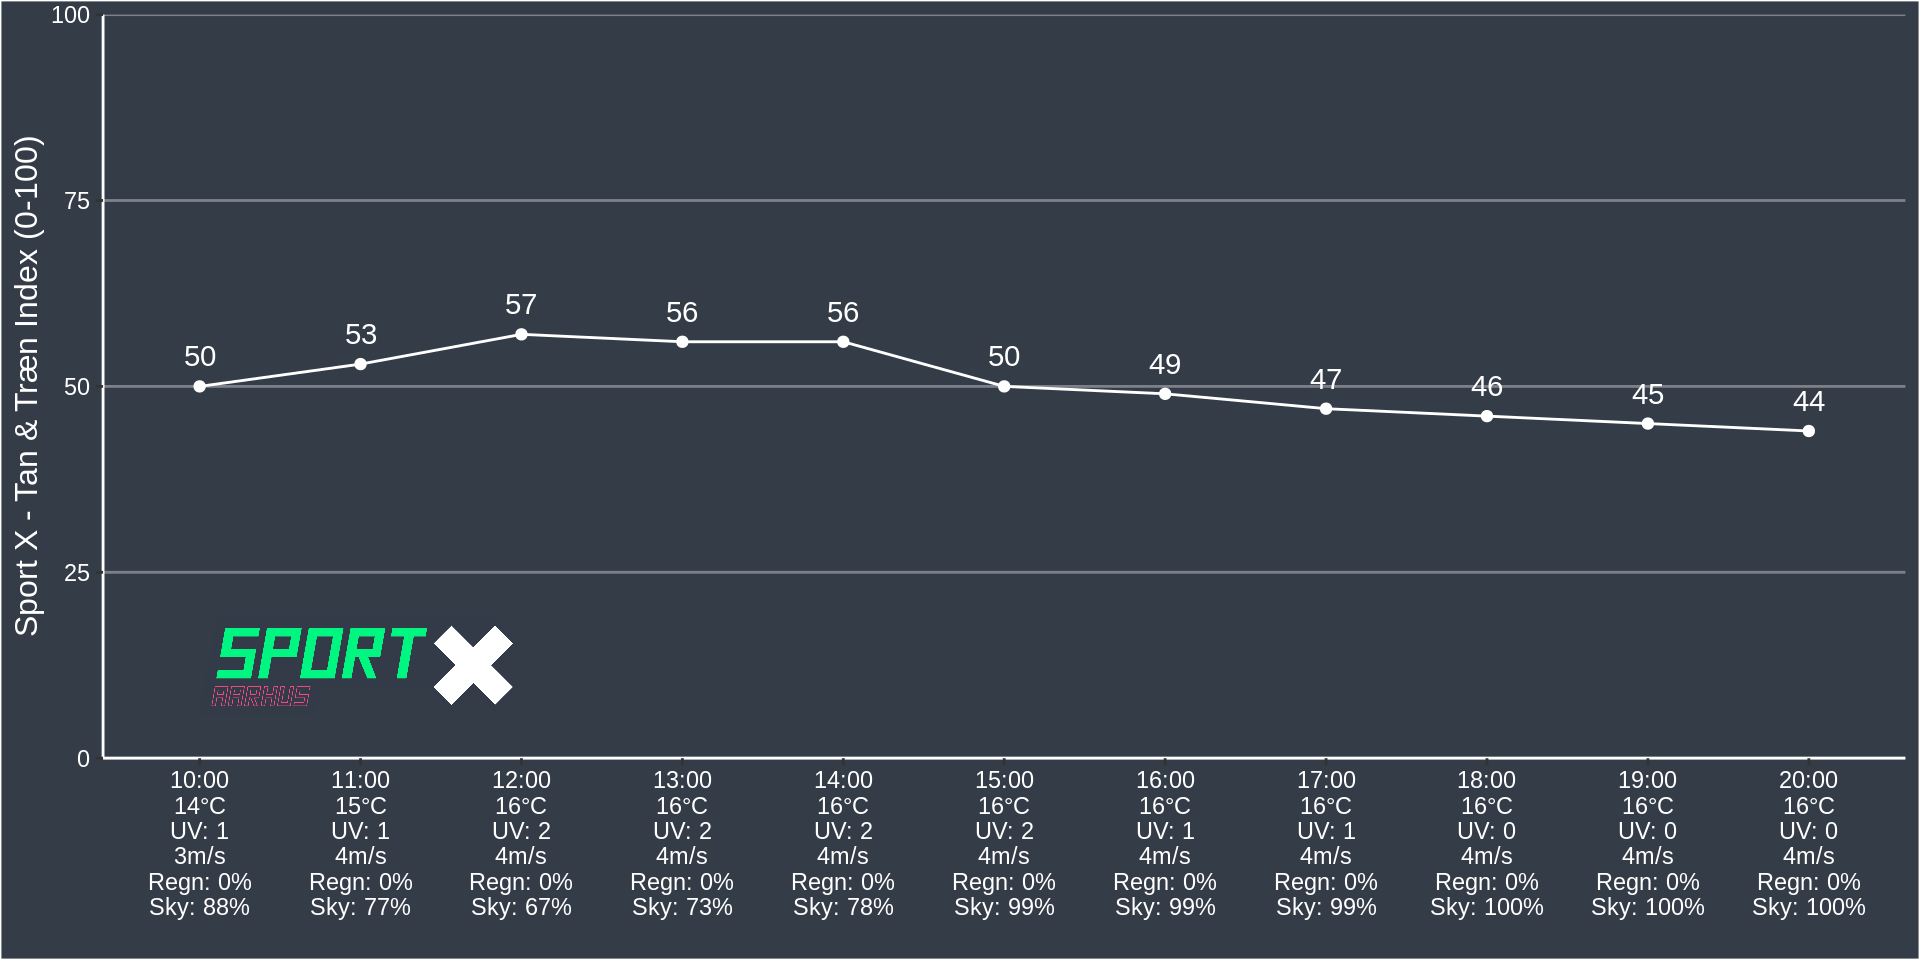 Sport X - Tan & Træn Index (0-100)
100
75
50
25
0
50
53
57
56
56
50
49
47
46
45
44
SPORT X
AARHUS
10:00
14°C
UV: 1
3m/s
Regn: 0%
Sky: 88%
11:00
15°C
UV: 1
4m/s
Regn: 0%
Sky: 77%
12:00
16°C
UV: 2
4m/s
Regn: 0%
Sky: 67%
13:00
16°C
UV: 2
4m/s
Regn: 0%
Sky: 73%
14:00
16°C
UV: 2
4m/s
Regn: 0%
Sky: 78%
15:00
16°C
UV: 2
4m/s
Regn: 0%
Sky: 99%
16:00
16°C
UV: 1
4m/s
Regn: 0%
Sky: 99%
17:00
16°C
UV: 1
4m/s
Regn: 0%
Sky: 99%
18:00
16°C
UV: 0
4m/s
Regn: 0%
Sky: 100%
19:00
16°C
UV: 0
4m/s
Regn: 0%
Sky: 100%
20:00
16°C
UV: 0
4m/s
Regn: 0%
Sky: 100%